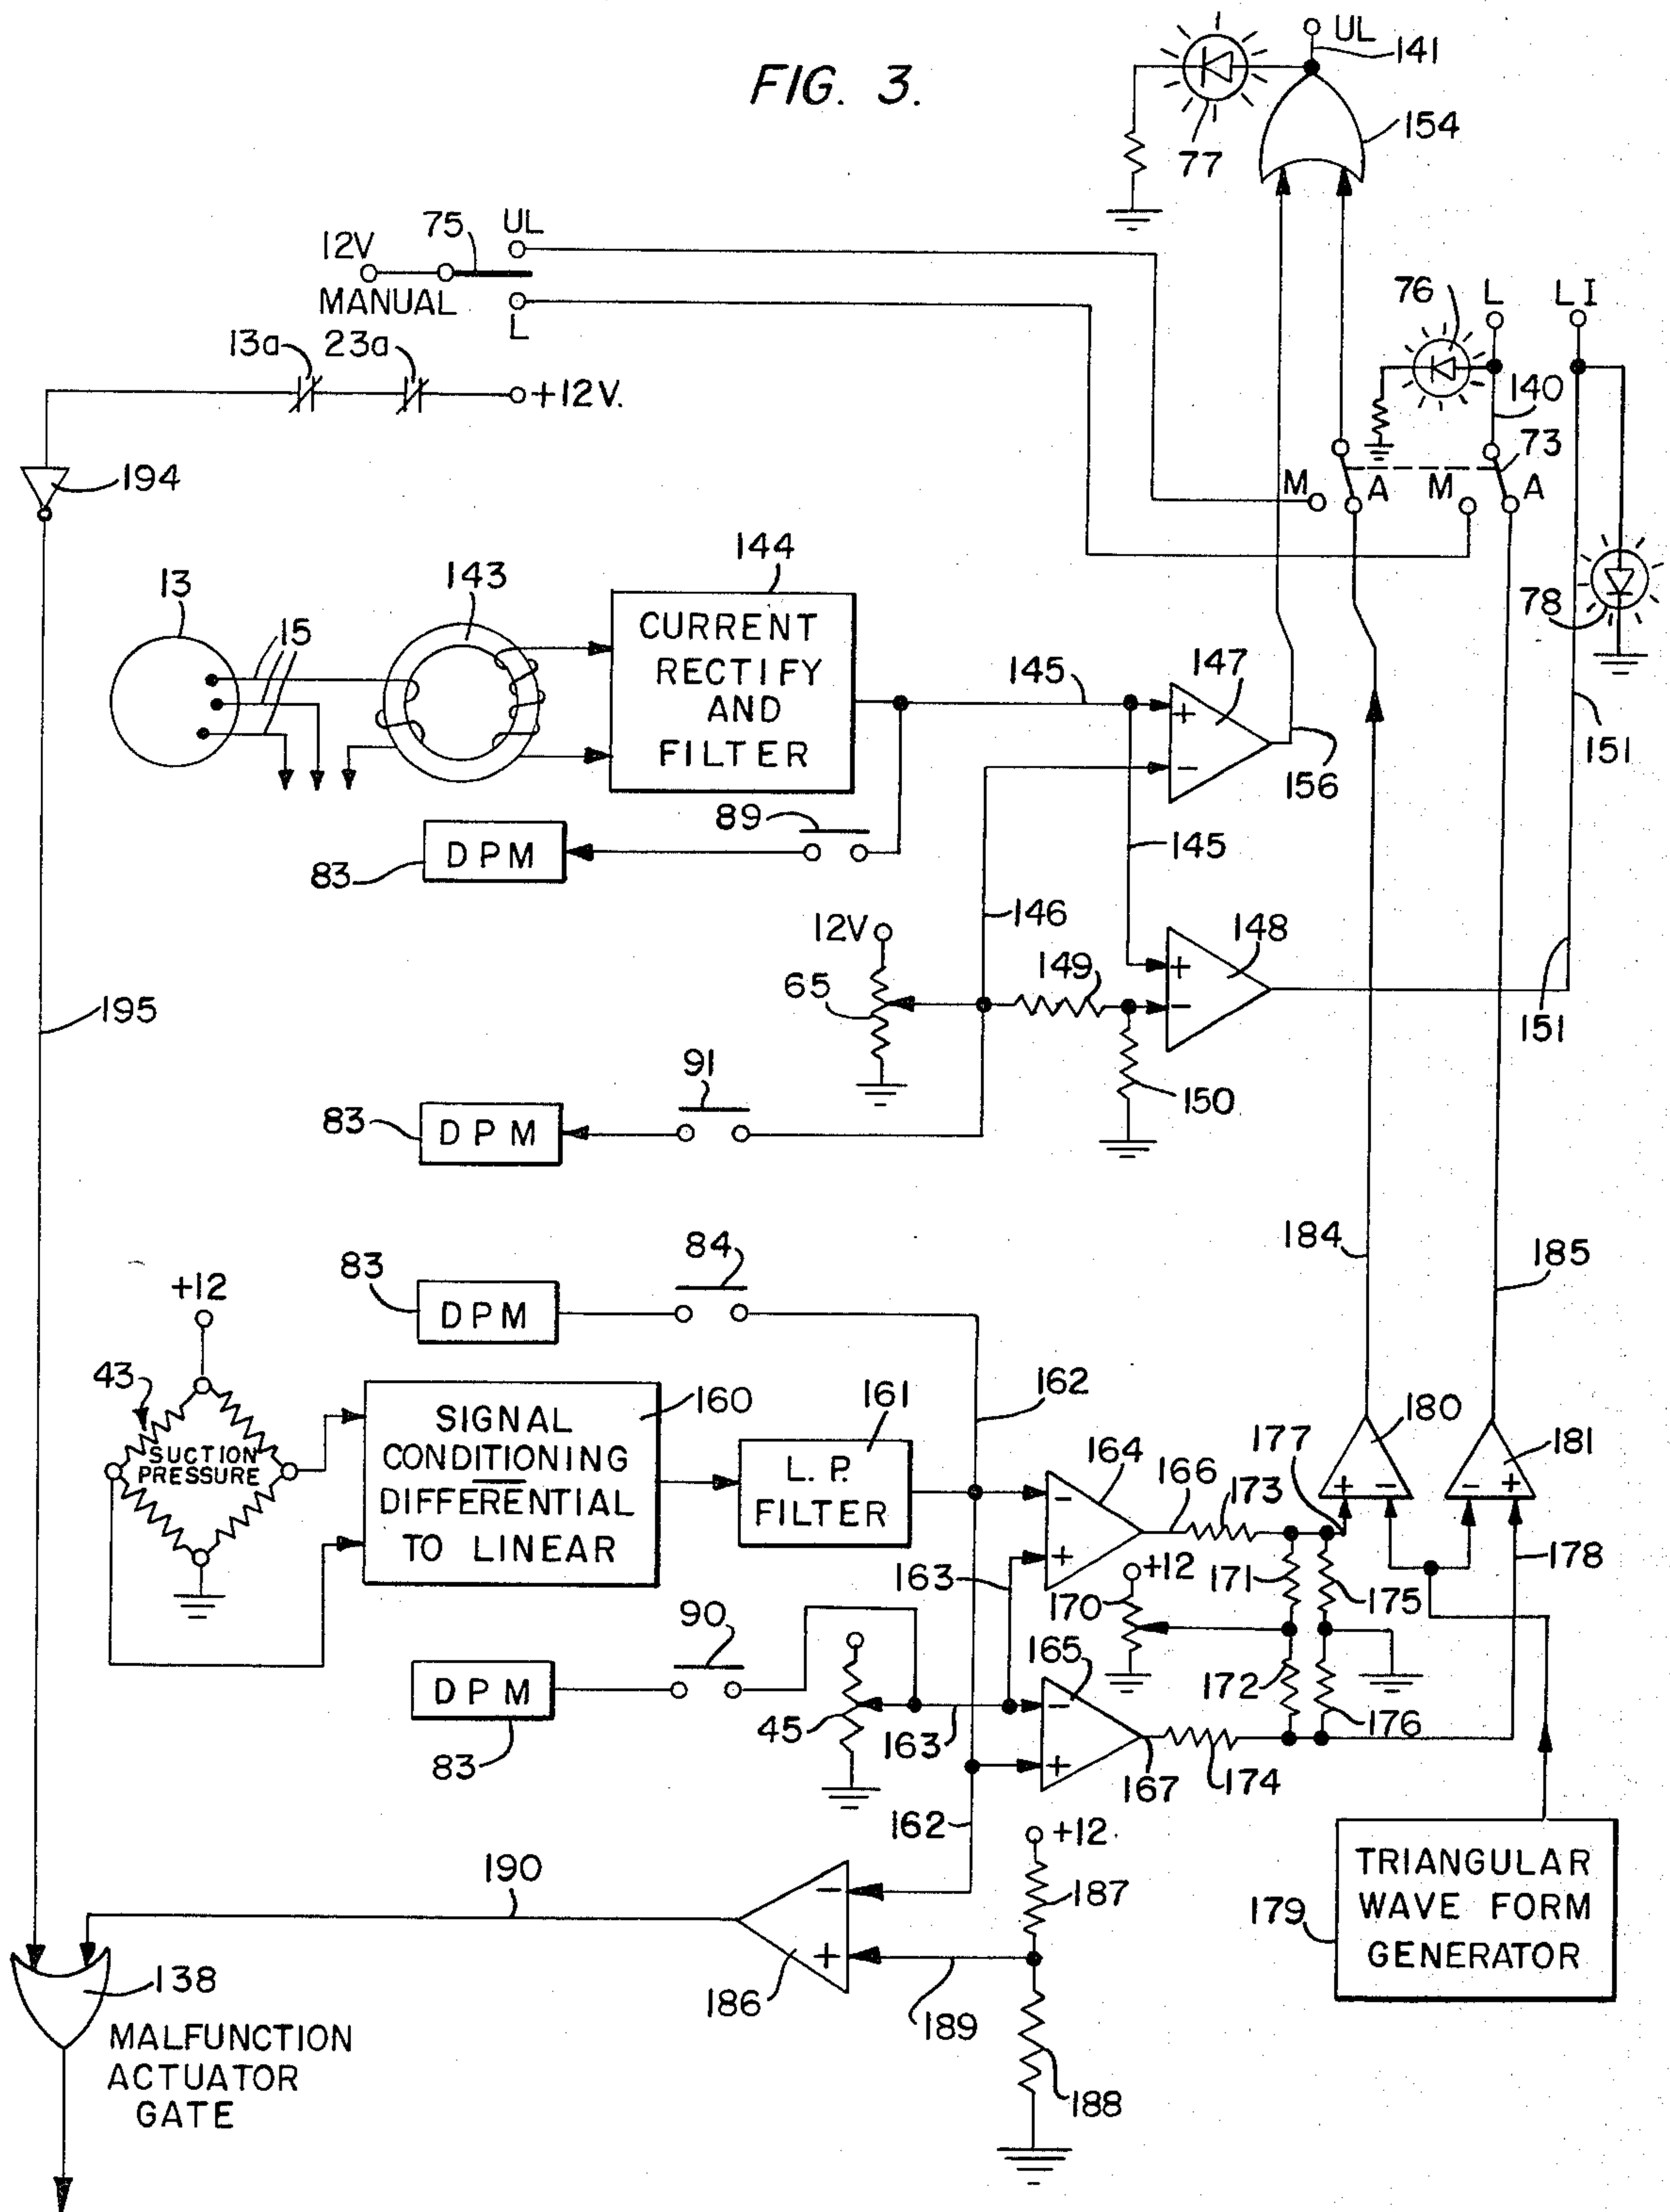 FIG. 3.
UL
141
154
77
75
UL
12V
MANUAL
L
76
L
LI
13a
23a
+12V.
140
73
194
M
A
M
A
13
15
143
144
CURRENT
RECTIFY
AND
FILTER
145
147
+
-
156
78
151
89
DPM
83
145
146
12V
65
149
148
+
-
151
195
150
91
83
DPM
184
185
83
84
DPM
+12
43
SUCTION
PRESSURE
160
SIGNAL
CONDITIONING
DIFFERENTIAL
TO LINEAR
161
L. P.
FILTER
162
164
-
+
166
173
177
180
+ -
181
- +
178
163
+12
170
171
175
90
DPM
83
45
163
165
-
+
167
172
174
176
162
+12
187
190
-
+
186
189
188
179
TRIANGULAR
WAVE FORM
GENERATOR
138
MALFUNCTION
ACTUATOR
GATE